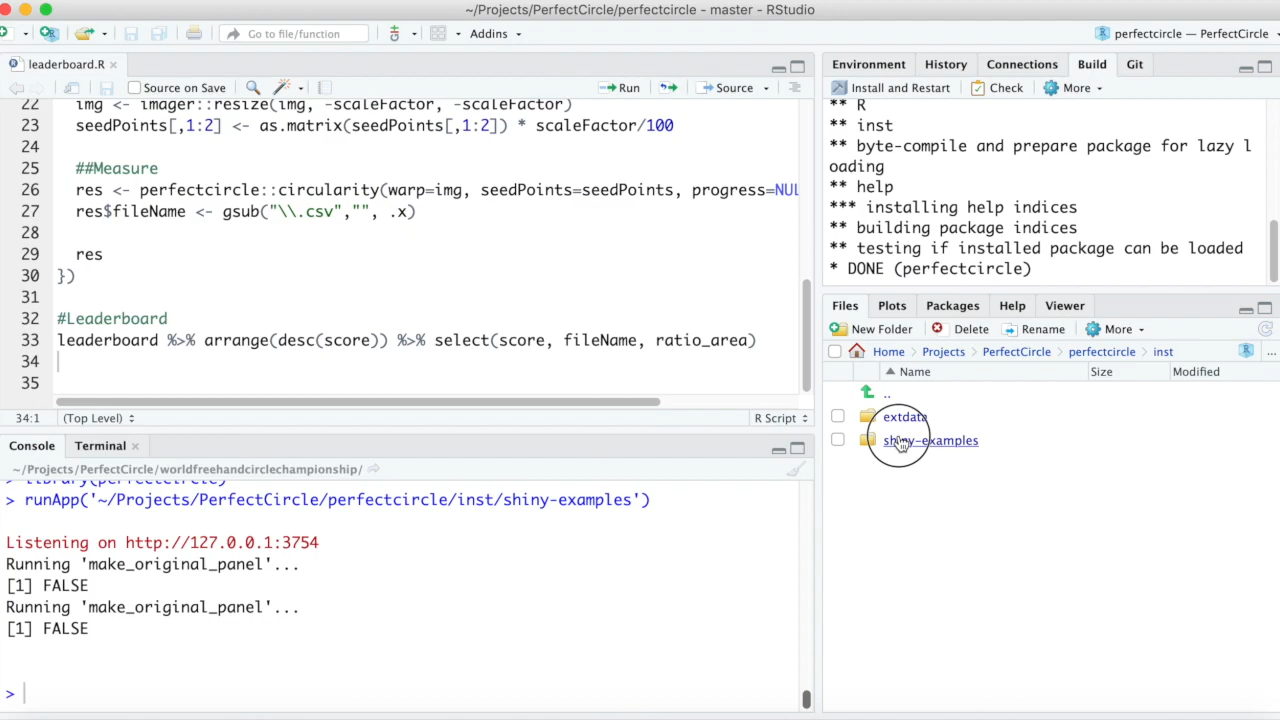 ~/Projects/PerfectCircle/perfectcircle - master - RStudio
Go to file/function
Addins
perfectcircle — PerfectCircle
leaderboard.R
Source on Save
Run
Source
22 img <- imager::resize(img, -scaleFactor, -scaleFactor)
23 seedPoints[,1:2] <- as.matrix(seedPoints[,1:2]) * scaleFactor/100
24
25 ##Measure
26 res <- perfectcircle::circularity(warp=img, seedPoints=seedPoints, progress=NUL
27 res$fileName <- gsub("\\.csv","", .x)
28
29 res
30 })
31
32 #Leaderboard
33 leaderboard %>% arrange(desc(score)) %>% select(score, fileName, ratio_area)
34
35
34:1 (Top Level) R Script
Console Terminal
~/Projects/PerfectCircle/worldfreehandcirclechampionship/
> library(perfectcircle)
> runApp('~/Projects/PerfectCircle/perfectcircle/inst/shiny-examples')
Listening on http://127.0.0.1:3754
Running 'make_original_panel'...
[1] FALSE
Running 'make_original_panel'...
[1] FALSE
>
Environment History Connections Build Git
Install and Restart Check More
** R
** inst
** byte-compile and prepare package for lazy l
oading
** help
*** installing help indices
** building package indices
** testing if installed package can be loaded
* DONE (perfectcircle)
Files Plots Packages Help Viewer
New Folder Delete Rename More
Home Projects PerfectCircle perfectcircle inst ...
Name Size Modified
..
extdata
shiny-examples